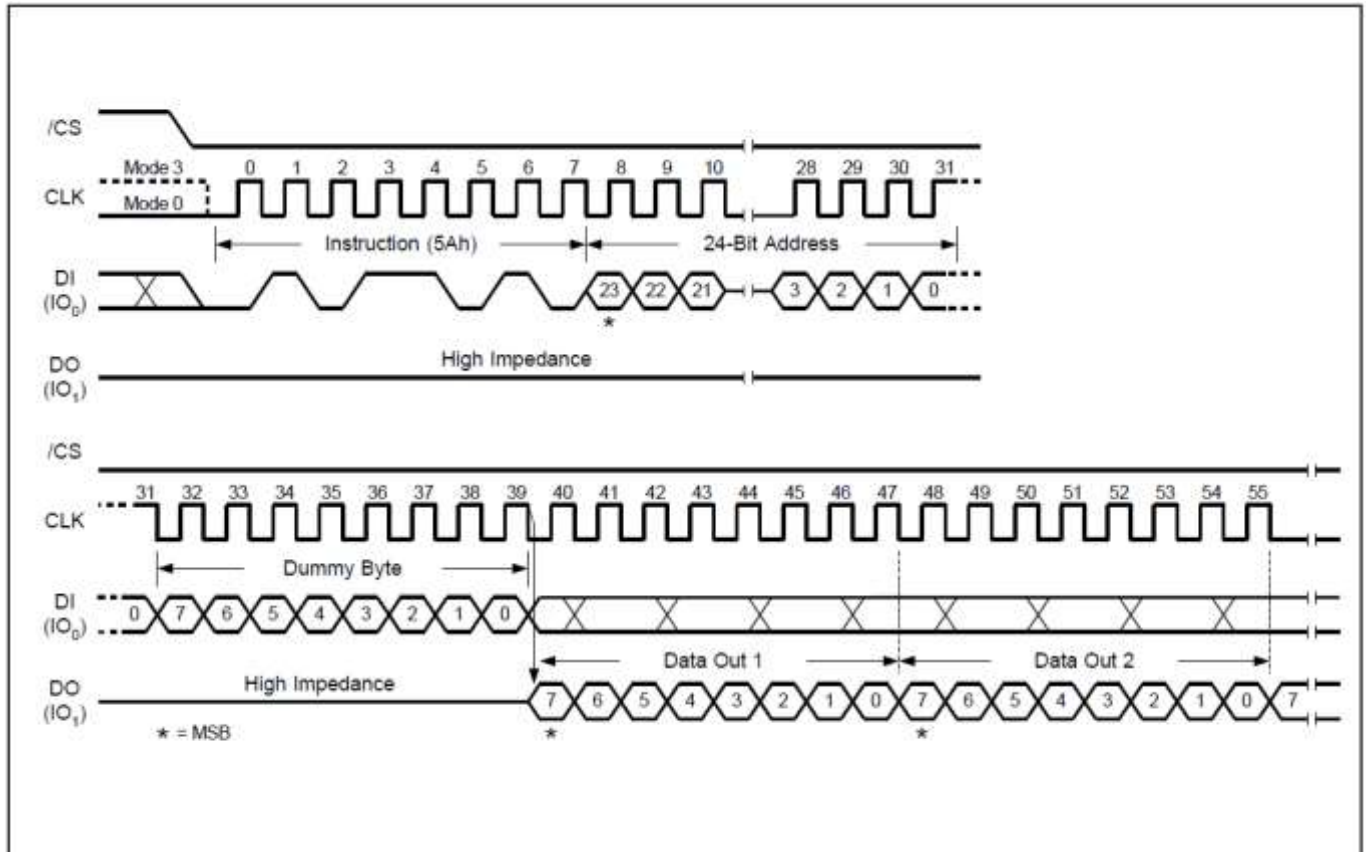 /CS
Mode 3 0 1 2 3 4 5 6 7 8 9 10 28 29 30 31
CLK
Mode 0
Instruction (5Ah) 24-Bit Address
DI
(IO₀) 23 22 21 3 2 1 0
*
DO High Impedance
(IO₁)
/CS
31 32 33 34 35 36 37 38 39 40 41 42 43 44 45 46 47 48 49 50 51 52 53 54 55
CLK
Dummy Byte
DI
(IO₀) 0 7 6 5 4 3 2 1 0
Data Out 1 Data Out 2
DO High Impedance
(IO₁) 7 6 5 4 3 2 1 0 7 6 5 4 3 2 1 0 7
* = MSB * *